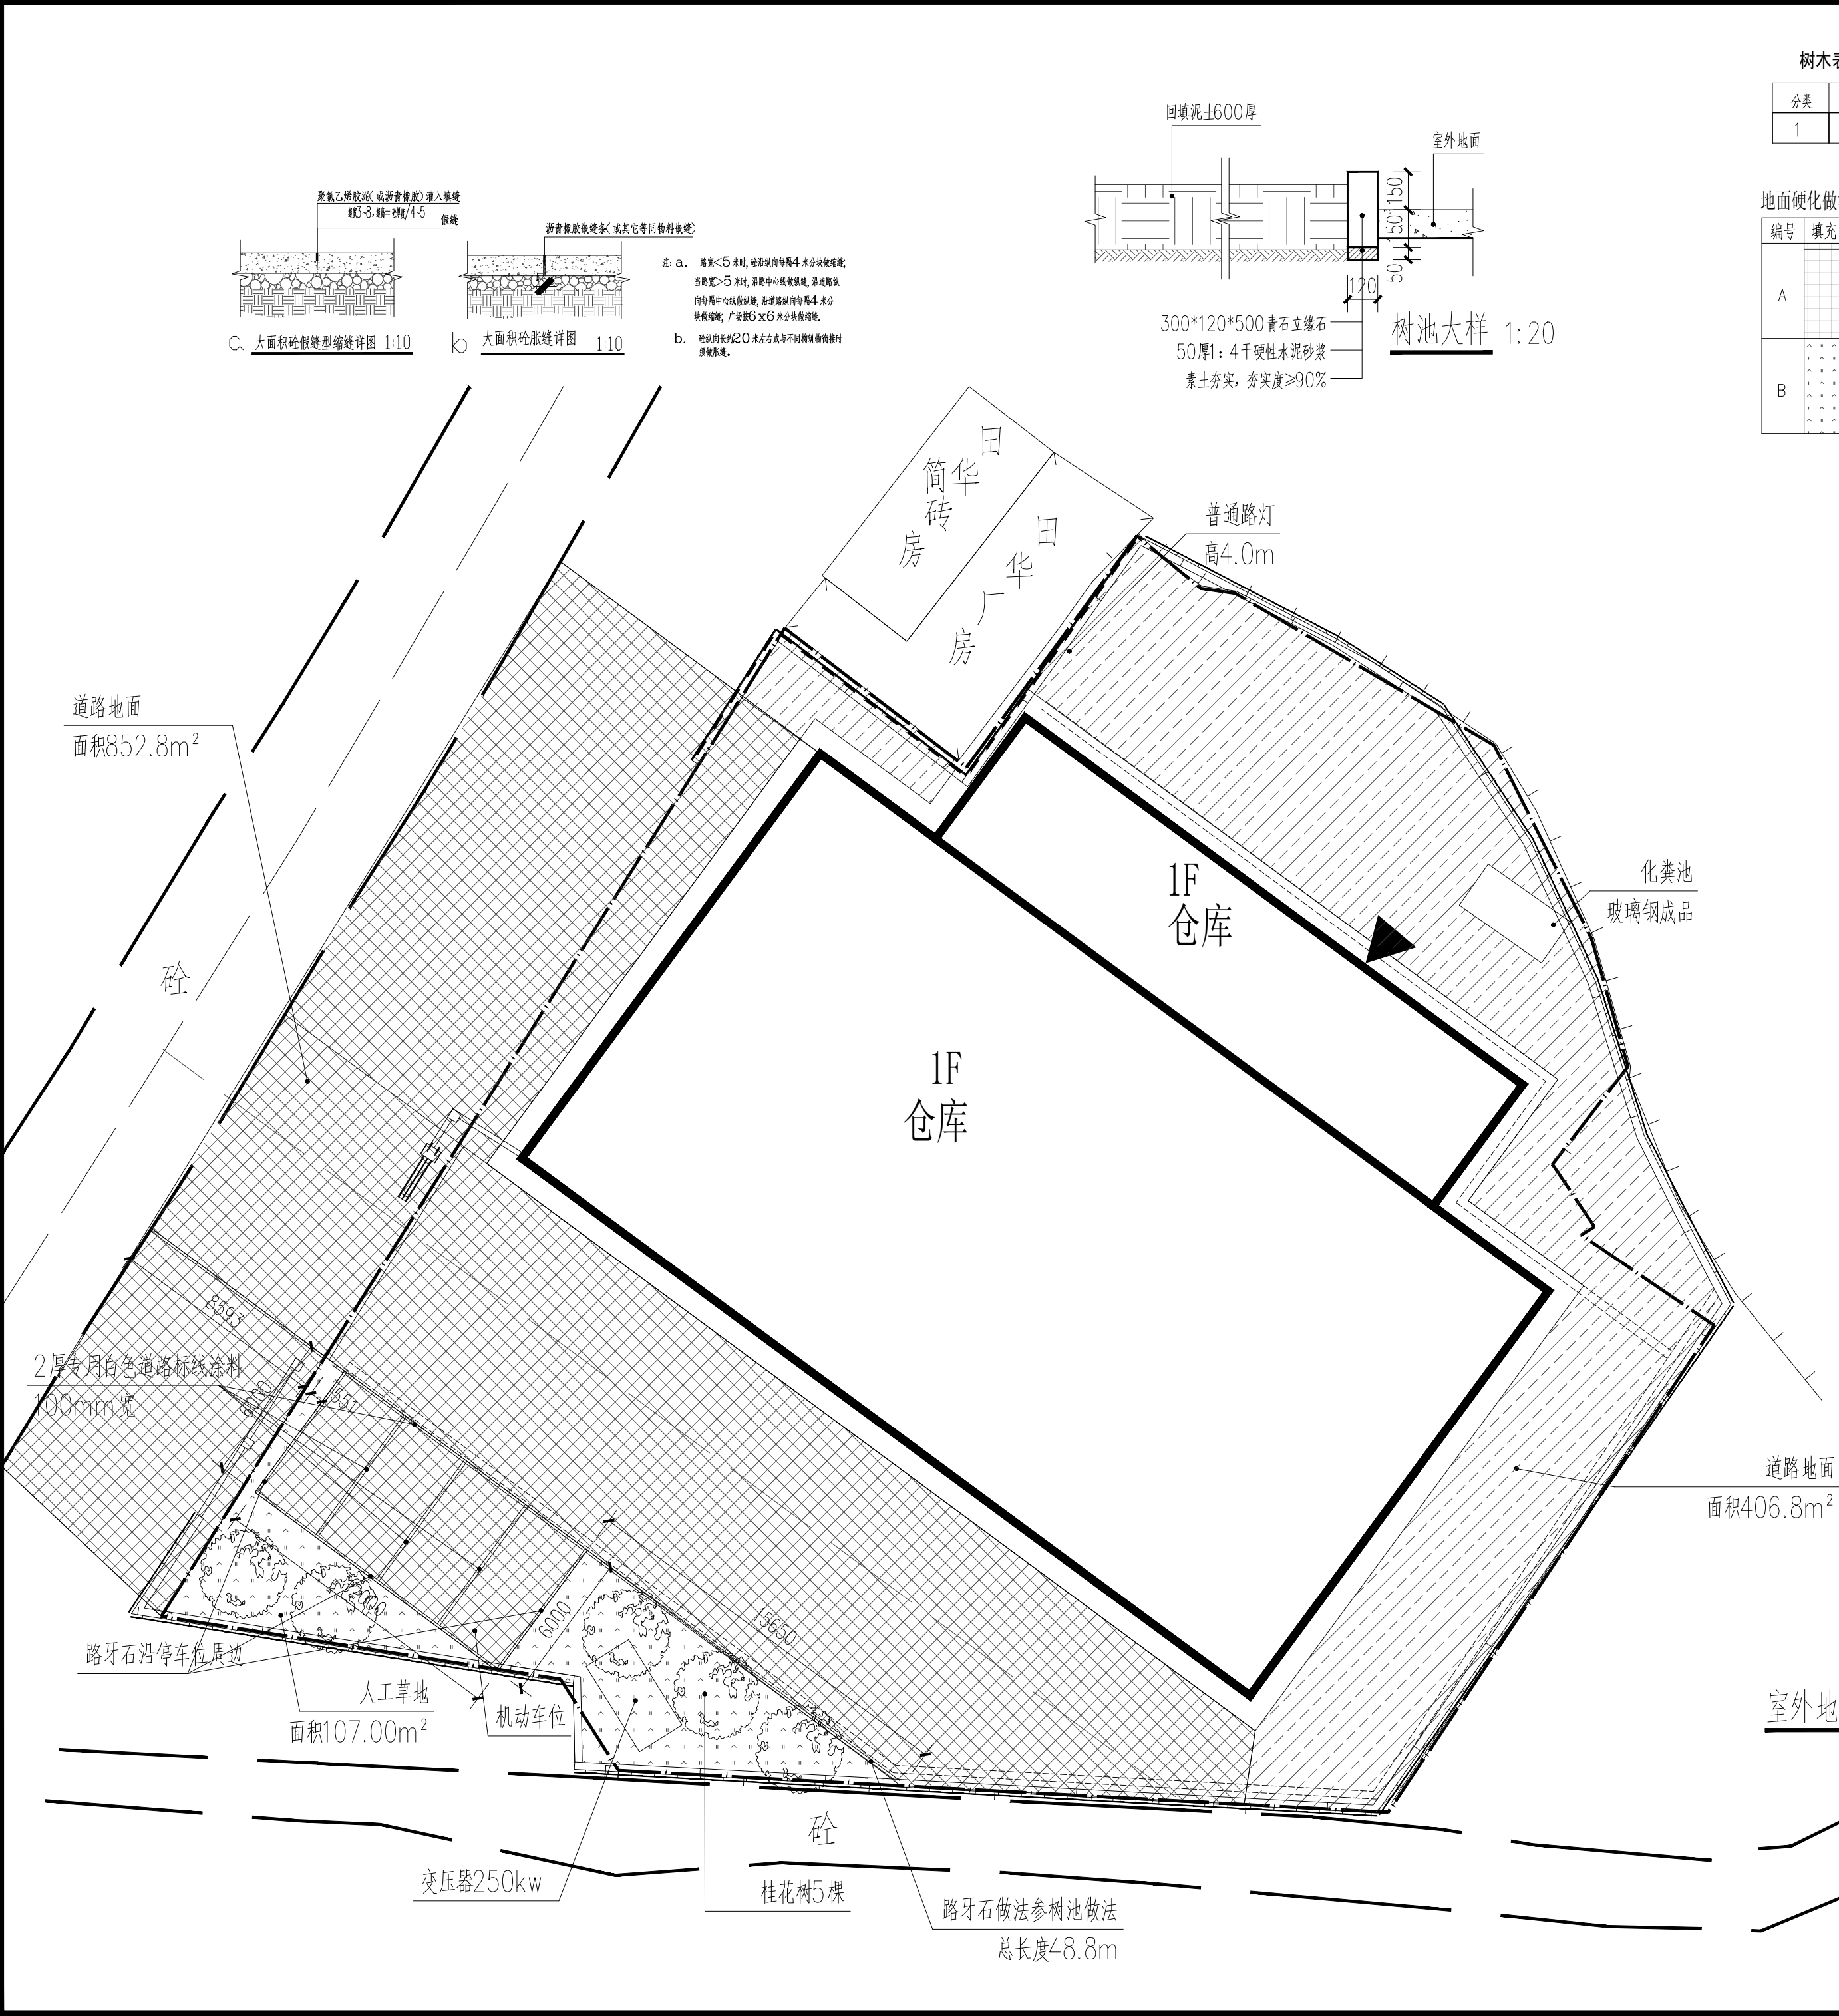 树木表
分类
1
回填泥土600厚
室外地面
150
150
50
120
300*120*500青石立缘石
50厚1：4干硬性水泥砂浆
素土夯实，夯实度≥90%
树池大样 1:20
地面硬化做
编号 填充
A
B
聚氯乙烯胶泥(或沥青橡胶)灌入填缝
假缝
沥青橡胶嵌缝条(或其它等同物料嵌缝)
a 大面积砼假缝型缩缝详图 1:10
b 大面积砼胀缝详图 1:10
注: a. 路宽<5米时, 砼沿纵向每隔4米分块做缩缝;
当路宽>5米时, 沿路中心线做纵缝, 沿道路纵
向每隔中心线做纵缝, 沿道路纵向每隔4米分
块做缩缝; 广场按6x6米分块做缩缝.
b. 砼纵向长约20米左右或与不同构筑物衔接时
须做胀缝。
田
华
简
砖
房
田
华
厂
房
普通路灯
高4.0m
道路地面
面积852.8m²
1F
仓库
化粪池
玻璃钢成品
砼
1F
仓库
8593
2厚专用白色道路标线涂料
100mm宽
6000
551
道路地面
面积406.8m²
6000
15650
路牙石沿停车位周边
人工草地
面积107.00m²
机动车位
室外地
砼
变压器250kw
桂花树5棵
路牙石做法参树池做法
总长度48.8m